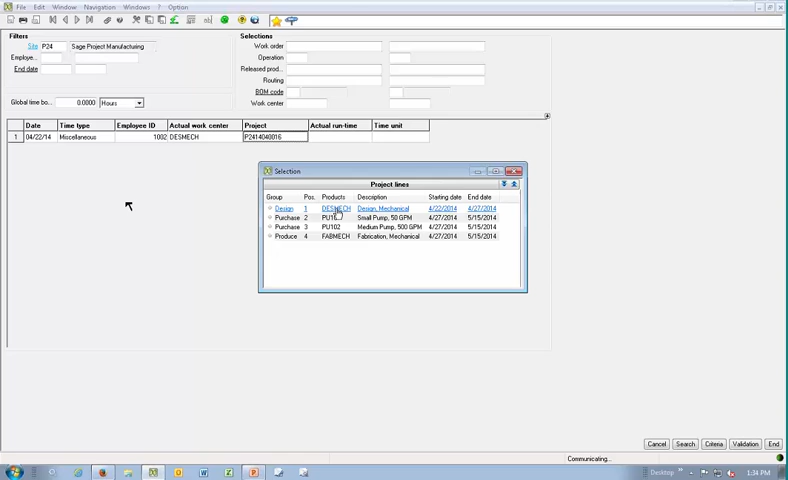 File Edit Window Navigation Windows ? Option
Filters
Site P24 Sage Project Manufacturing
Employe...
End date
Global time bo... 0.0000 Hours
Selections
Work order
Operation
Released prod...
Routing
BOM code
Work center
Date Time type Employee ID Actual work center Project Actual run-time Time unit
1 04/22/14 Miscellaneous 1002 DESMECH P2414040016
Selection
Project lines
Group Pos. Products Description Starting date End date
Design 1 DESMECH Design, Mechanical 4/22/2014 4/27/2014
Purchase 2 Small Pump, 50 GPM 4/27/2014 5/15/2014
Purchase 3 PU102 Medium Pump, 500 GPM 4/27/2014 5/15/2014
Produce 4 FABMECH Fabrication, Mechanical 4/27/2014 5/15/2014
Cancel Search Criteria Validation End
Communicating...
Desktop 1:34 PM